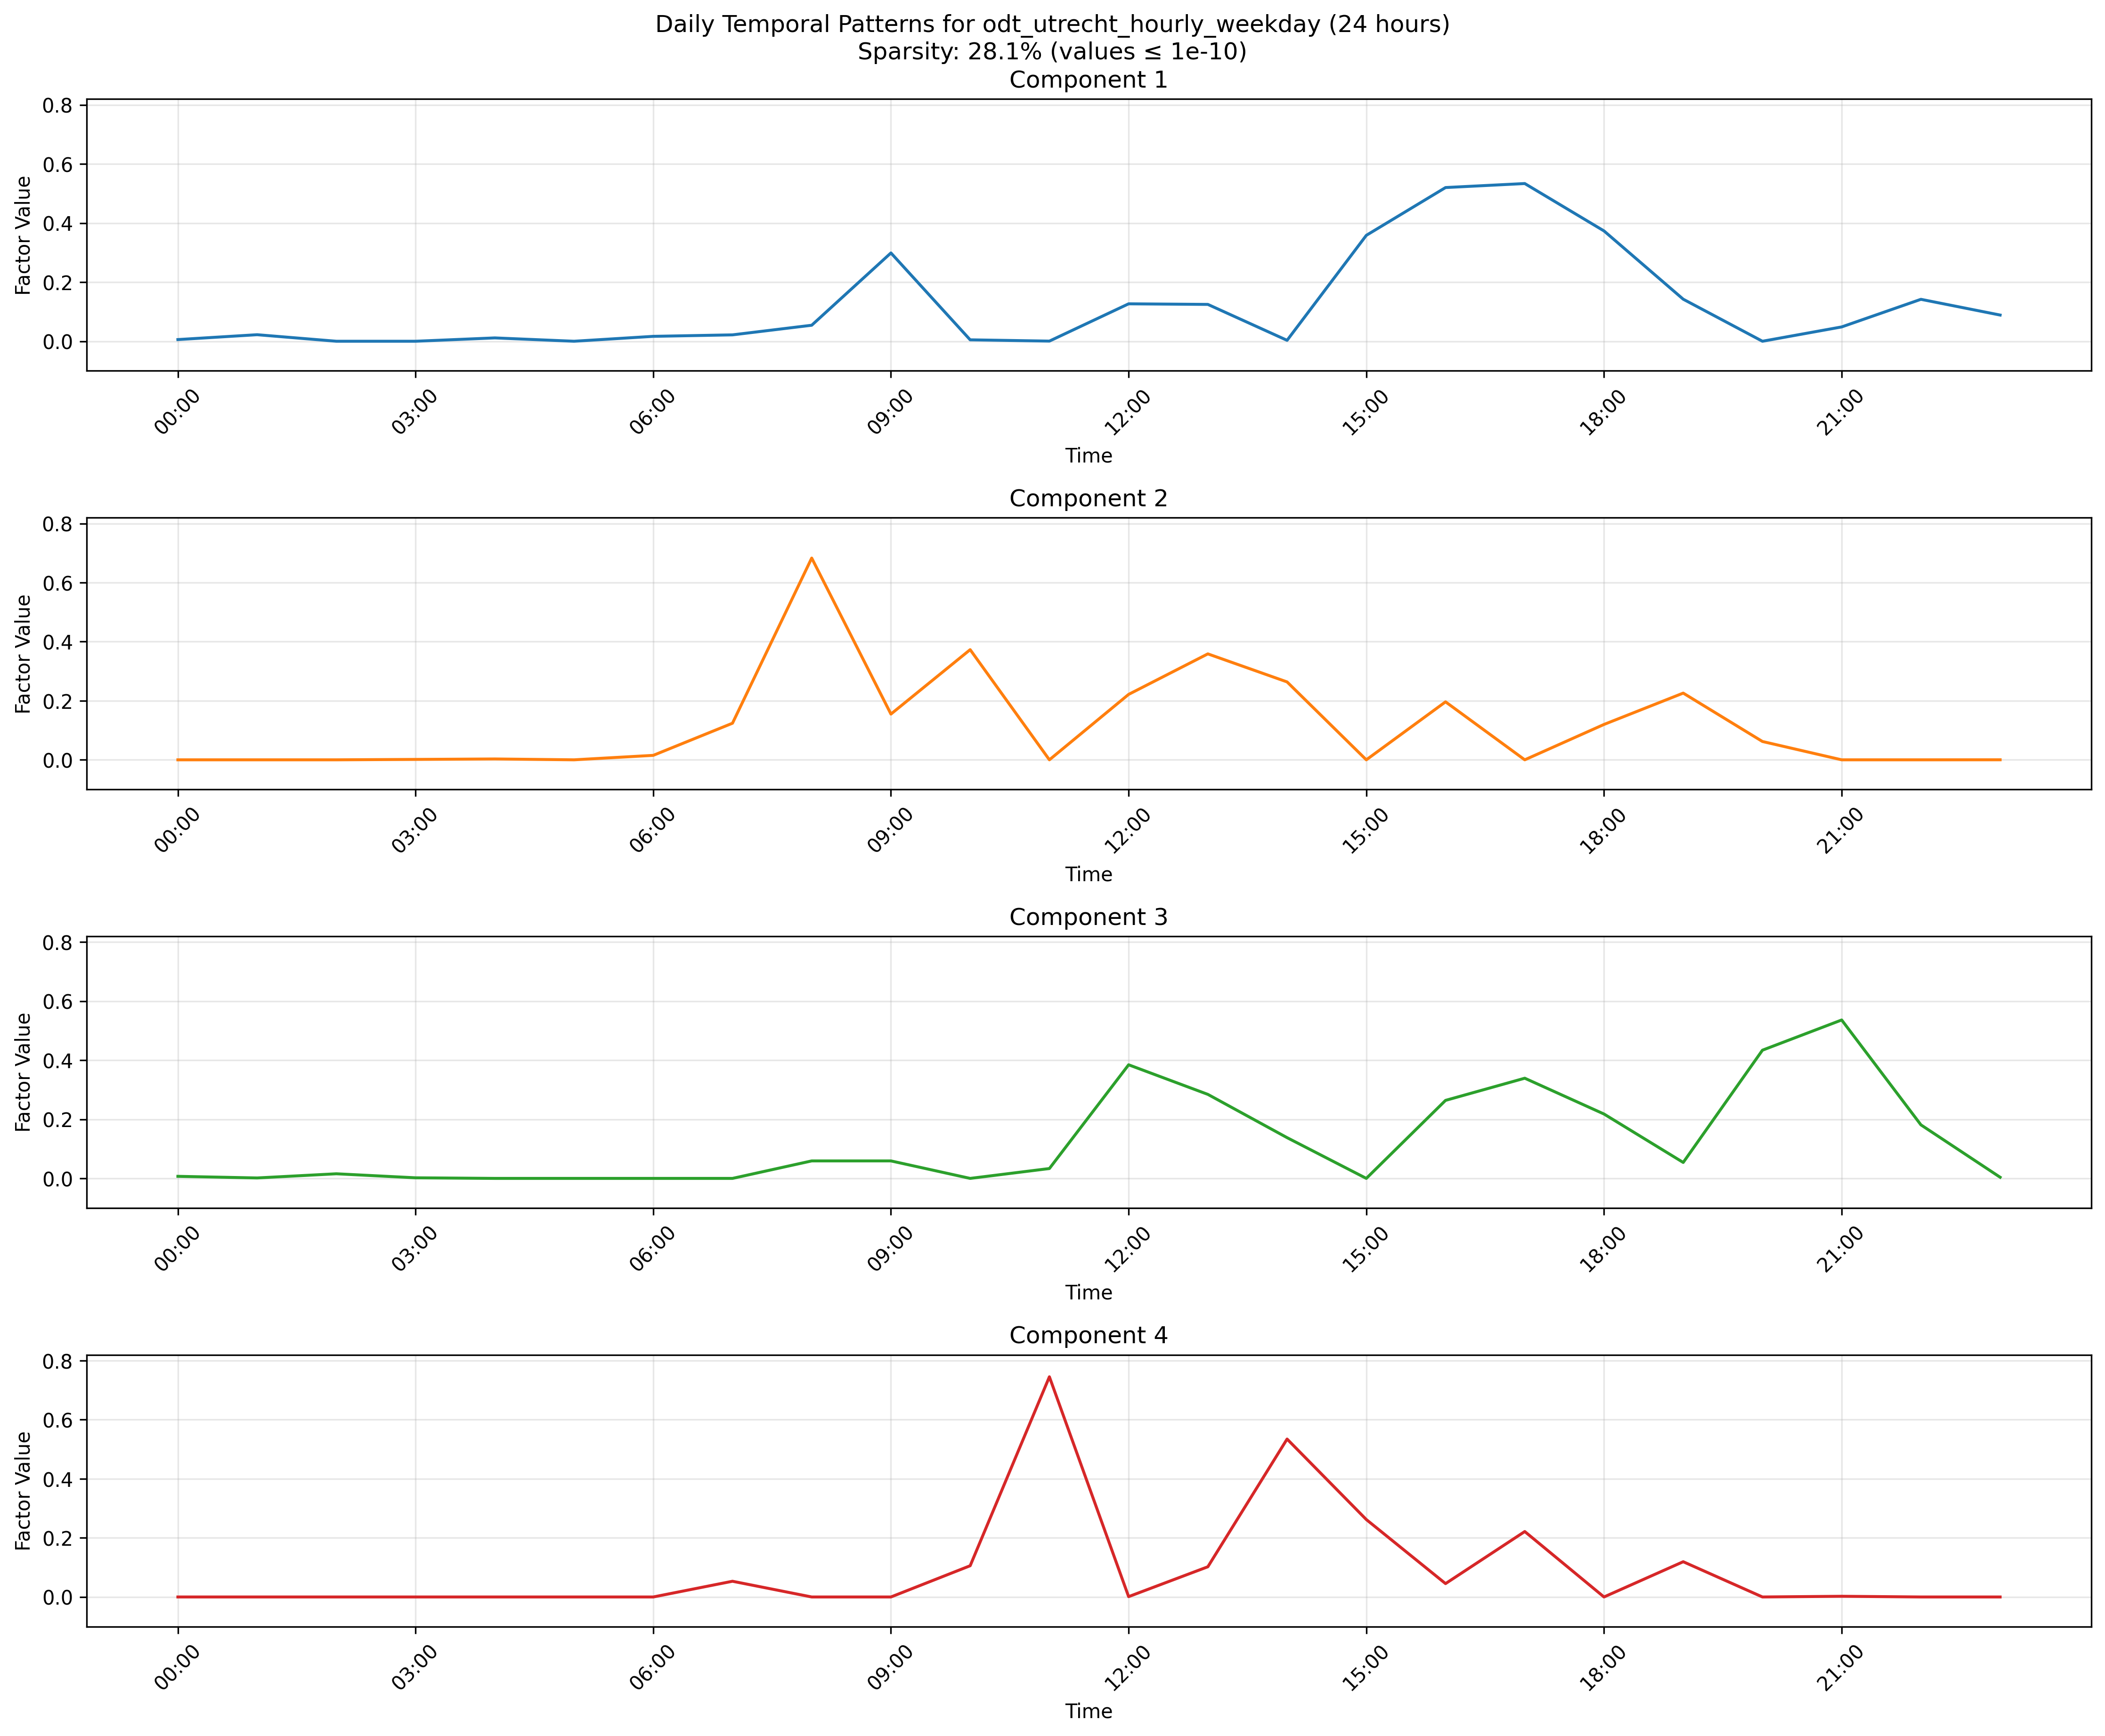 Daily Temporal Patterns for odt_utrecht_hourly_weekday (24 hours)
Sparsity: 28.1% (values ≤ 1e-10)
Component 1
0.8
0.6
0.4
0.2
0.0
Factor Value
00:00 03:00 06:00 09:00 12:00 15:00 18:00 21:00
Time
Component 2
0.8
0.6
0.4
0.2
0.0
Factor Value
00:00 03:00 06:00 09:00 12:00 15:00 18:00 21:00
Time
Component 3
0.8
0.6
0.4
0.2
0.0
Factor Value
00:00 03:00 06:00 09:00 12:00 15:00 18:00 21:00
Time
Component 4
0.8
0.6
0.4
0.2
0.0
Factor Value
00:00 03:00 06:00 09:00 12:00 15:00 18:00 21:00
Time